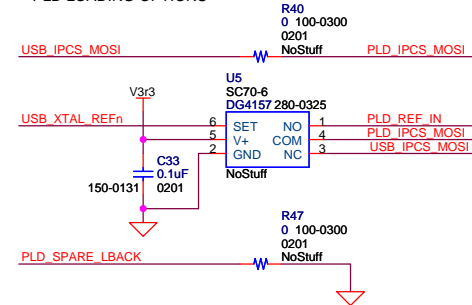 PLD LOADING OPTIONS
R40
0 100-0300
0201
USB_IPCS_MOSI NoStuff PLD_IPCS_MOSI
U5
V3r3 SC70-6
DG4157 280-0325
USB_XTAL_REFn 6 SET NO 1 PLD_REF_IN
5 V+ COM 4 PLD_IPCS_MOSI
2 GND NC 3 USB_IPCS_MOSI
C33
0.1uF NoStuff
150-0131 0201
R47
0 100-0300
0201
PLD_SPARE_LBACK NoStuff